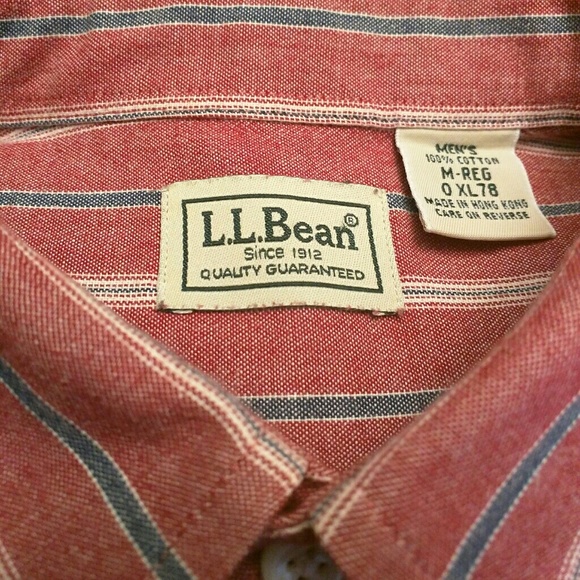 L.L.Bean®
Since 1912
QUALITY GUARANTEED
MEN'S
100% COTTON
M-REG
0 XL78
MADE IN HONG KONG
CARE ON REVERSE